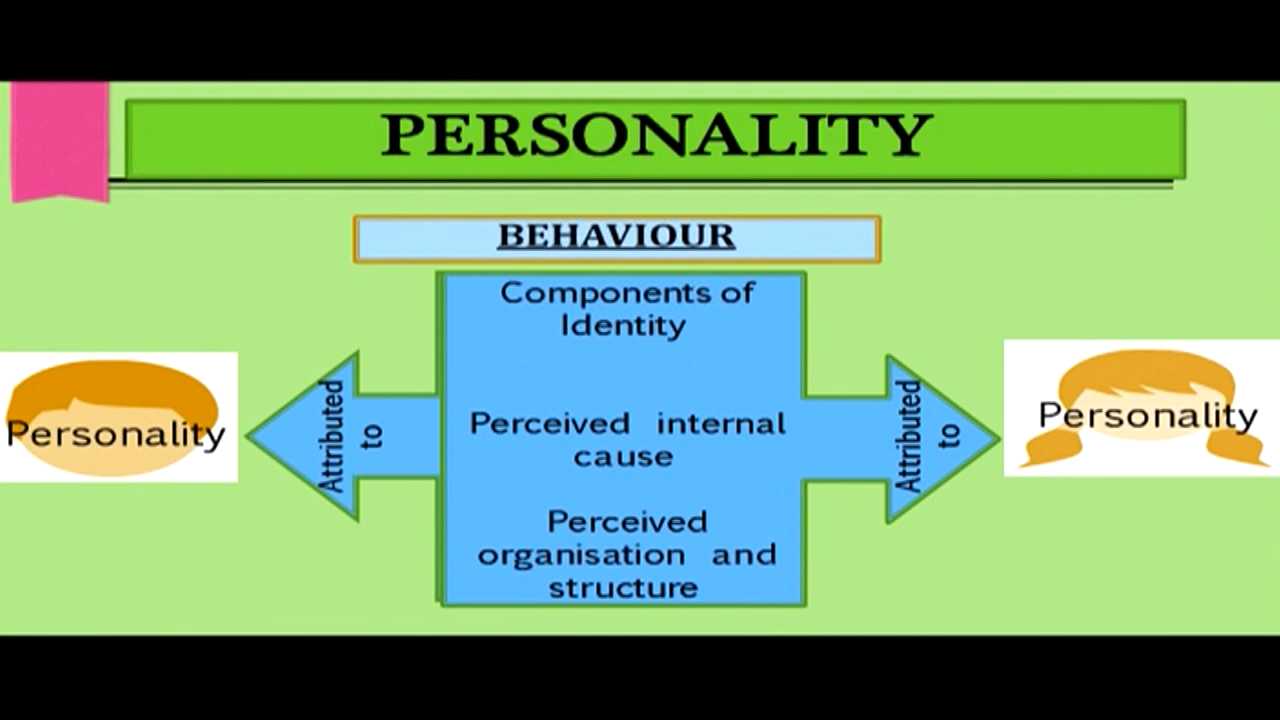 PERSONALITY
BEHAVIOUR
Components of
Identity
Perceived internal
cause
Perceived
organisation and
structure
Attributed
to
Personality
Attributed
to
Personality